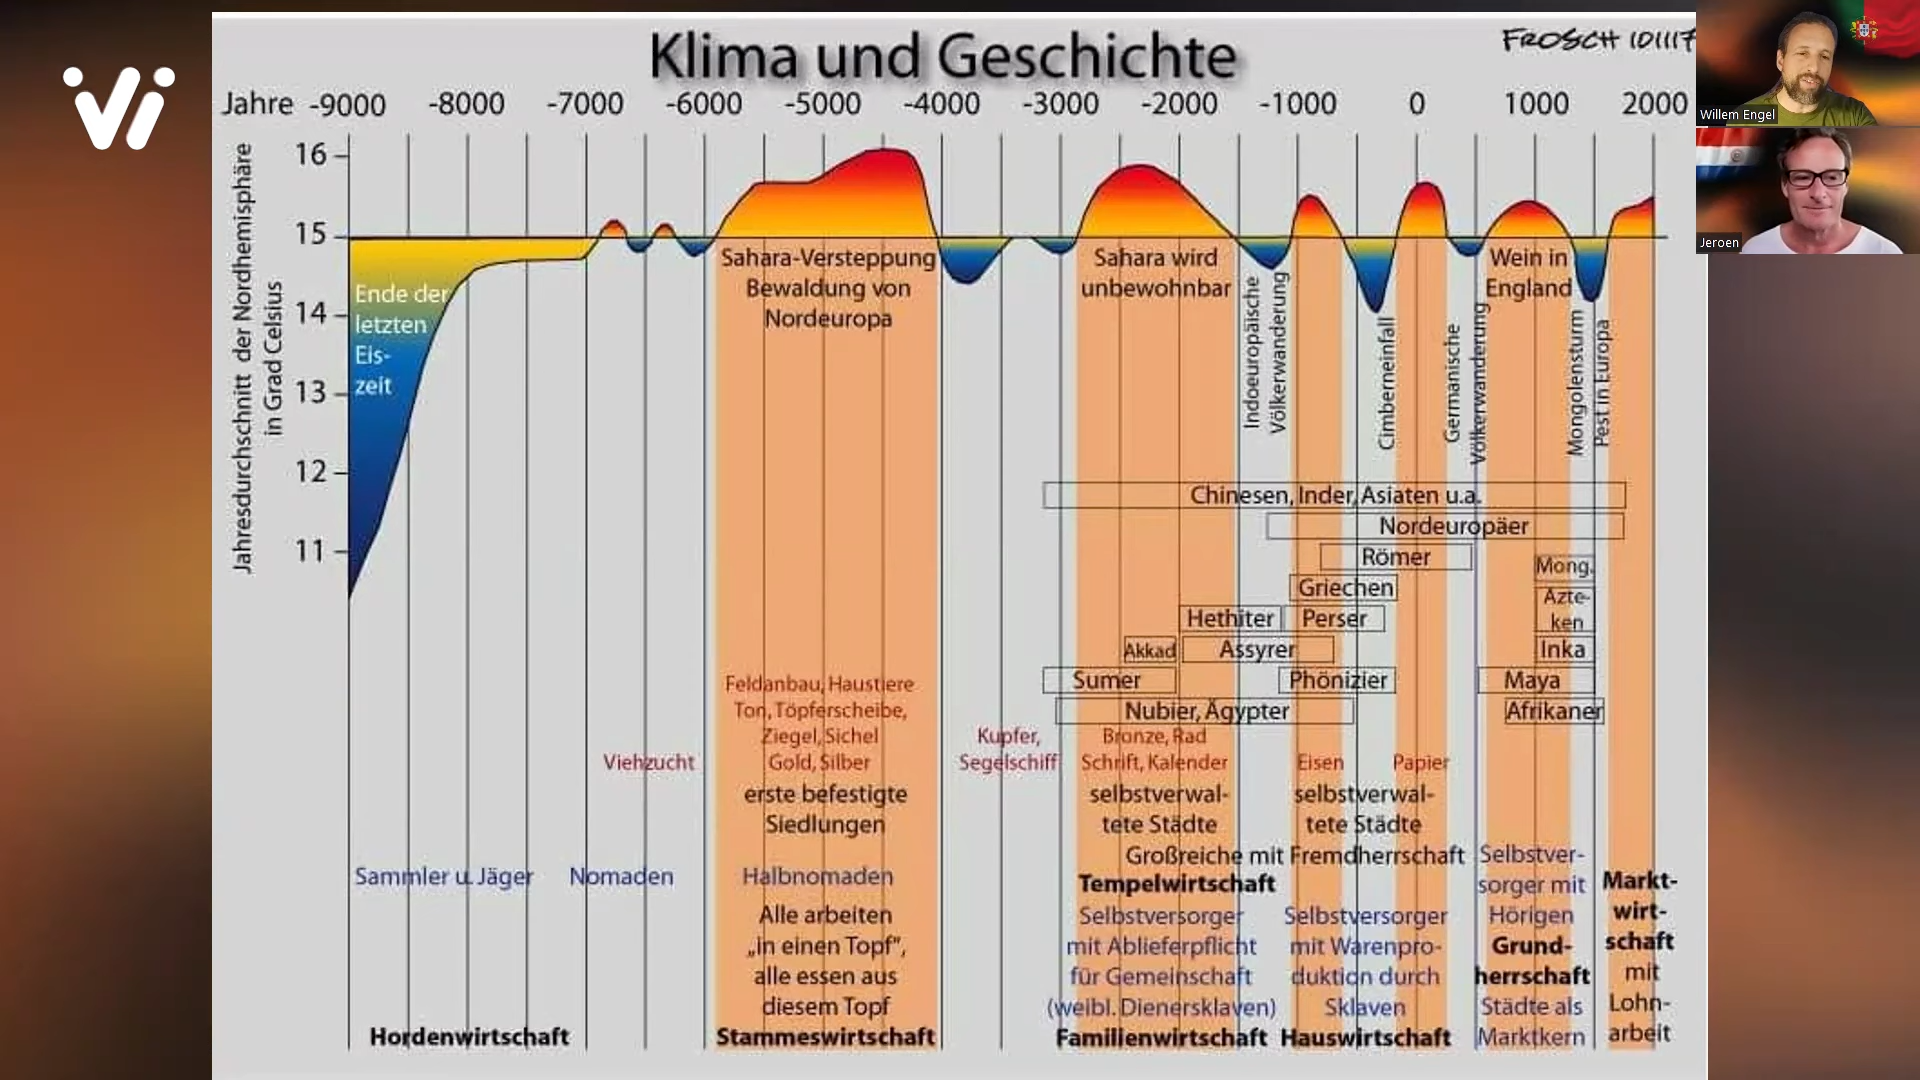 Vi
Klima und Geschichte
FROSCH 101117
Willem Engel
Jeroen
Jahre -9000 -8000 -7000 -6000 -5000 -4000 -3000 -2000 -1000 0 1000 2000
Jahresdurchschnitt der Nordhemisphäre
in Grad Celsius
16
15
14
13
12
11
Ende der
letzten
Eis-
zeit
Sahara-Versteppung
Bewaldung von
Nordeuropa
Sahara wird
unbewohnbar
Indoeuropäische
Völkerwanderung
Cimberneinfall
Germanische
Völkerwanderung
Wein in
England
Mongolensturm
Pest in Europa
Chinesen, Inder, Asiaten u.a.
Nordeuropäer
Römer
Mong.
Griechen
Azte-
ken
Hethiter
Perser
Akkad
Assyrer
Inka
Sumer
Phönizier
Maya
Nubier, Ägypter
Afrikaner
Viehzucht
Feldanbau, Haustiere
Ton, Töpferscheibe,
Ziegel, Sichel
Gold, Silber
Kupfer,
Segelschiff
Bronze, Rad
Schrift, Kalender
Eisen
Papier
erste befestigte
Siedlungen
selbstverwal-
tete Städte
selbstverwal-
tete Städte
Großreiche mit Fremdherrschaft
Sammler u. Jäger
Nomaden
Halbnomaden
Alle arbeiten
„in einen Topf“,
alle essen aus
diesem Topf
Tempelwirtschaft
Selbstversorger
mit Ablieferpflicht
für Gemeinschaft
(weibl. Dienersklaven)
Selbstversorger
mit Warenpro-
duktion durch
Sklaven
Selbstver-
sorger mit
Hörigen
Grund-
herrschaft
Städte als
Marktkern
Markt-
wirt-
schaft
mit
Lohn-
arbeit
Hordenwirtschaft
Stammeswirtschaft
Familienwirtschaft
Hauswirtschaft